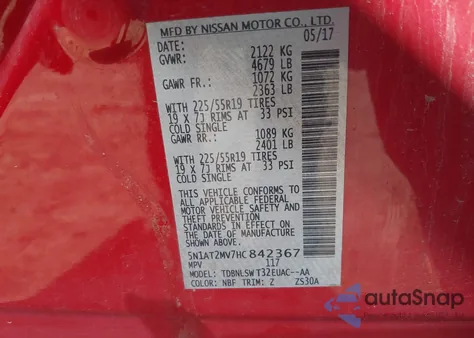 MFD BY NISSAN MOTOR CO., LTD.
DATE: 05/17
GVWR: 2122 KG
4679 LB
GAWR FR.: 1072 KG
2363 LB
WITH 225/55R19 TIRES
19 X 7J RIMS AT 33 PSI
COLD SINGLE
GAWR RR.: 1089 KG
2401 LB
WITH 225/55R19 TIRES
19 X 7J RIMS AT 33 PSI
COLD SINGLE
THIS VEHICLE CONFORMS TO
ALL APPLICABLE FEDERAL
MOTOR VEHICLE SAFETY AND
THEFT PREVENTION
STANDARDS IN EFFECT ON
THE DATE OF MANUFACTURE
SHOWN ABOVE.
5N1AT2MV7HC842367
MPV 117
MODEL: TDBNLSW T32EUAC--AA
COLOR: NBF TRIM: Z ZS30A
autoSnap